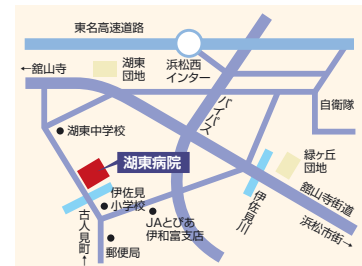 東名高速道路
←舘山寺
湖東
団地
浜松西
インター
バイパス
自衛隊
湖東中学校
湖東病院
緑ヶ丘
団地
伊佐見
小学校
JAとぴあ
伊和富支店
伊佐見川
舘山寺街道
浜松市街→
古人見町→
郵便局